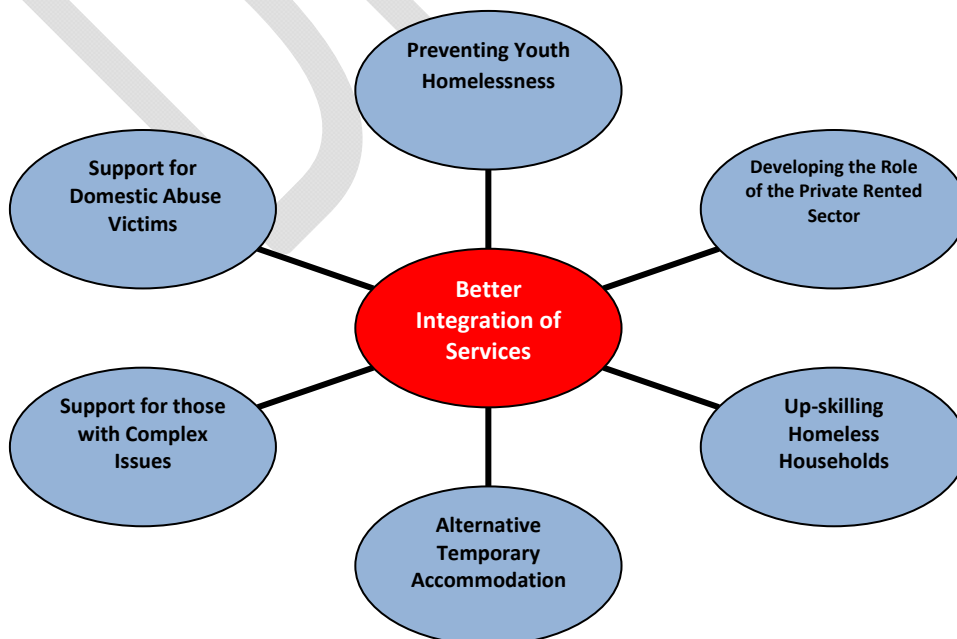 Preventing Youth
Homelessness
Support for
Domestic Abuse
Victims
Developing the Role
of the Private Rented
Sector
Better
Integration of
Services
Support for those
with Complex
Issues
Up-skilling
Homeless
Households
Alternative
Temporary
Accommodation